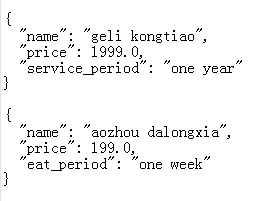 {
  "name": "geli kongtiao",
  "price": 1999.0,
  "service_period": "one year"
}
{
  "name": "aozhou dalongxia",
  "price": 199.0,
  "eat_period": "one week"
}